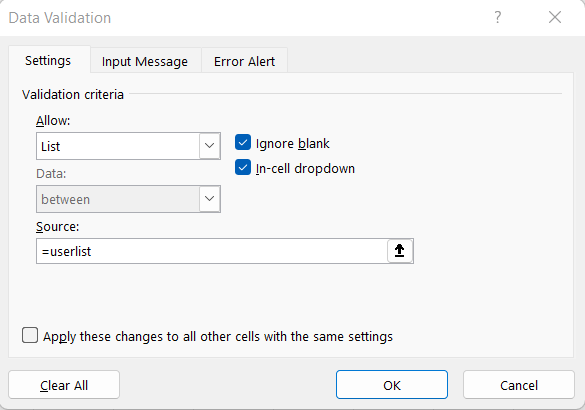 Data Validation ?
Settings Input Message Error Alert
Validation criteria
Allow:
List
Ignore blank
In-cell dropdown
Data:
between
Source:
=userlist
Apply these changes to all other cells with the same settings
Clear All OK Cancel